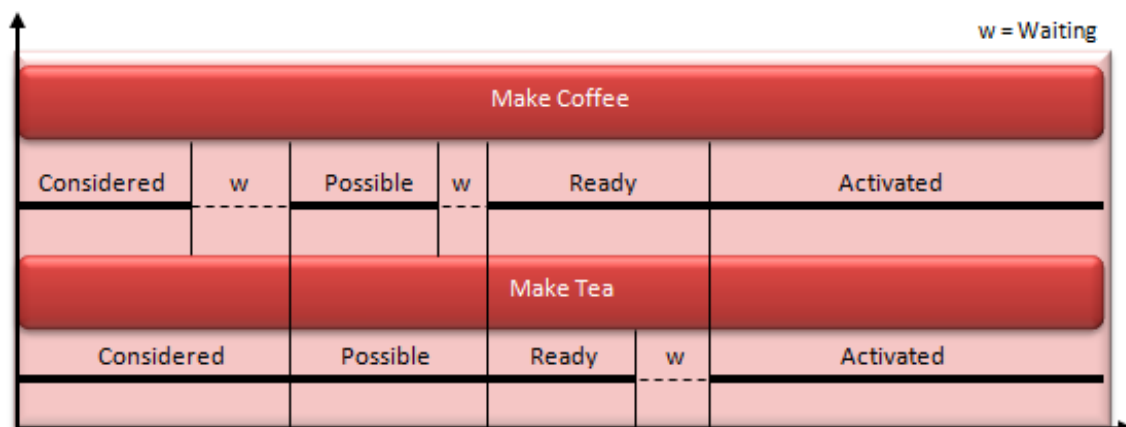 w = Waiting
Make Coffee
Considered w Possible w Ready Activated
Make Tea
Considered Possible Ready w Activated